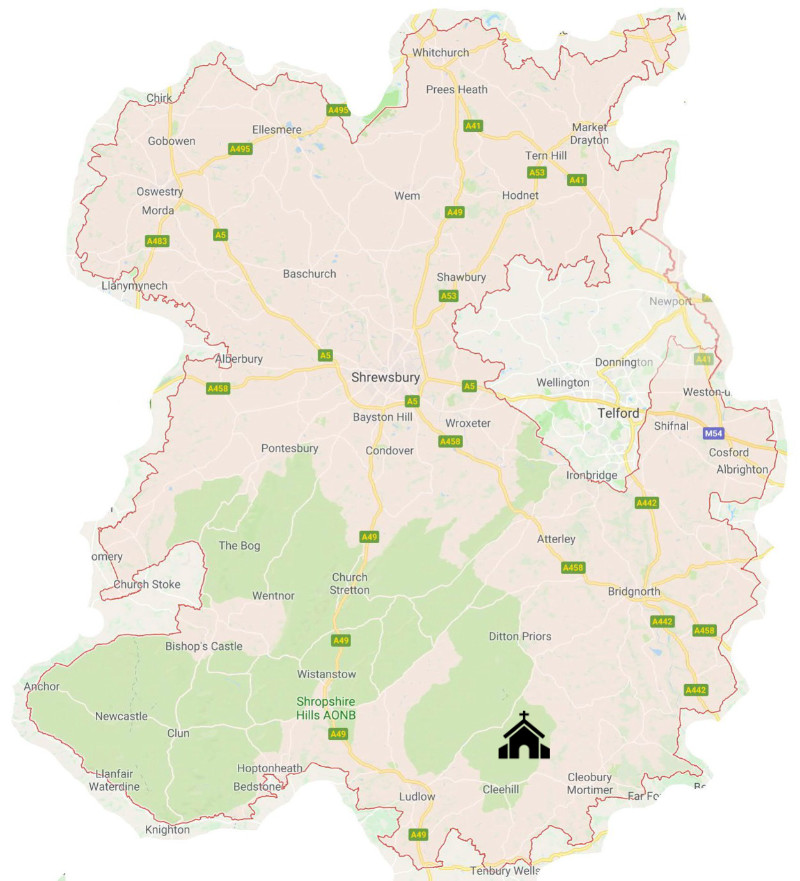 M
Whitchurch
Prees Heath
Chirk
A495
Ellesmere
A41
Market
Drayton
Gobowen
A495
Tern Hill
A53
A41
Oswestry
Wem
Hodnet
Morda
A49
A5
A483
Baschurch
Shawbury
Llanymynech
A53
Newport
A5
Alberbury
A41
Donnington
Shrewsbury
Wellington
A458
A5
Weston-u
A5
Telford
Bayston Hill
Wroxeter
Shifnal
M54
A458
Pontesbury
Condover
Cosford
Albrighton
Ironbridge
A442
A49
Atterley
The Bog
omery
A458
Church Stoke
Church
Stretton
Wentnor
Bridgnorth
A442
A458
A49
Ditton Priors
Bishop's Castle
Wistanstow
Anchor
A442
Shropshire
Hills AONB
Newcastle
Clun
A49
Hoptonheath
Llanfair
Waterdine
Bedstone
Cleobury
Mortimer
Cleehill
Ludlow
Far Fo
Knighton
A49
Tenbury Wells